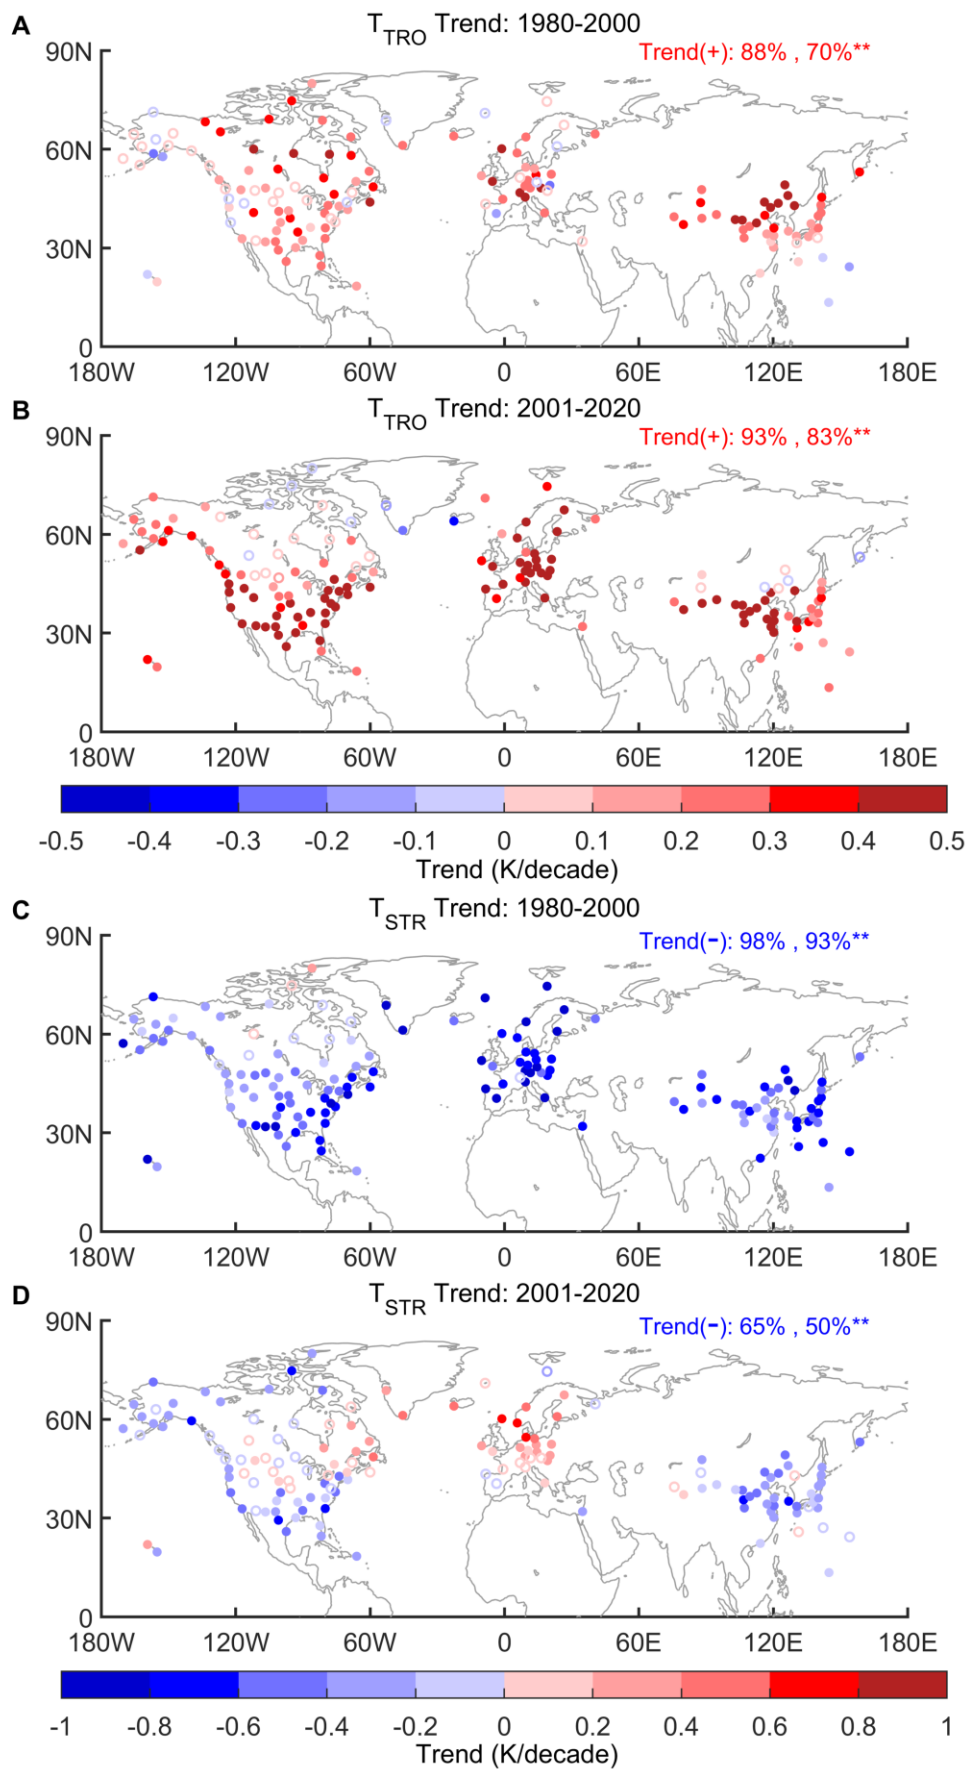 A
T_TRO Trend: 1980-2000
Trend(+): 88% , 70%**
90N
60N
30N
0
180W 120W 60W 0 60E 120E 180E
B
T_TRO Trend: 2001-2020
Trend(+): 93% , 83%**
90N
60N
30N
0
180W 120W 60W 0 60E 120E 180E
-0.5 -0.4 -0.3 -0.2 -0.1 0 0.1 0.2 0.3 0.4 0.5
Trend (K/decade)
C
T_STR Trend: 1980-2000
Trend(-): 98% , 93%**
90N
60N
30N
0
180W 120W 60W 0 60E 120E 180E
D
T_STR Trend: 2001-2020
Trend(-): 65% , 50%**
90N
60N
30N
0
180W 120W 60W 0 60E 120E 180E
-1 -0.8 -0.6 -0.4 -0.2 0 0.2 0.4 0.6 0.8 1
Trend (K/decade)